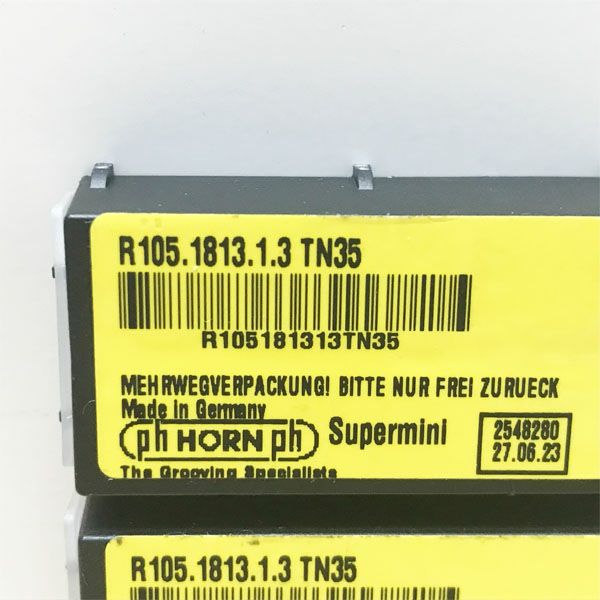 R105.1813.1.3 TN35
R105181313TN35
MEHRWEGVERPACKUNG! BITTE NUR FREI ZURUECK
Made in Germany
ph HORN ph Supermini
2548280
27.06.23
The Grooving Specialists
R105.1813.1.3 TN35